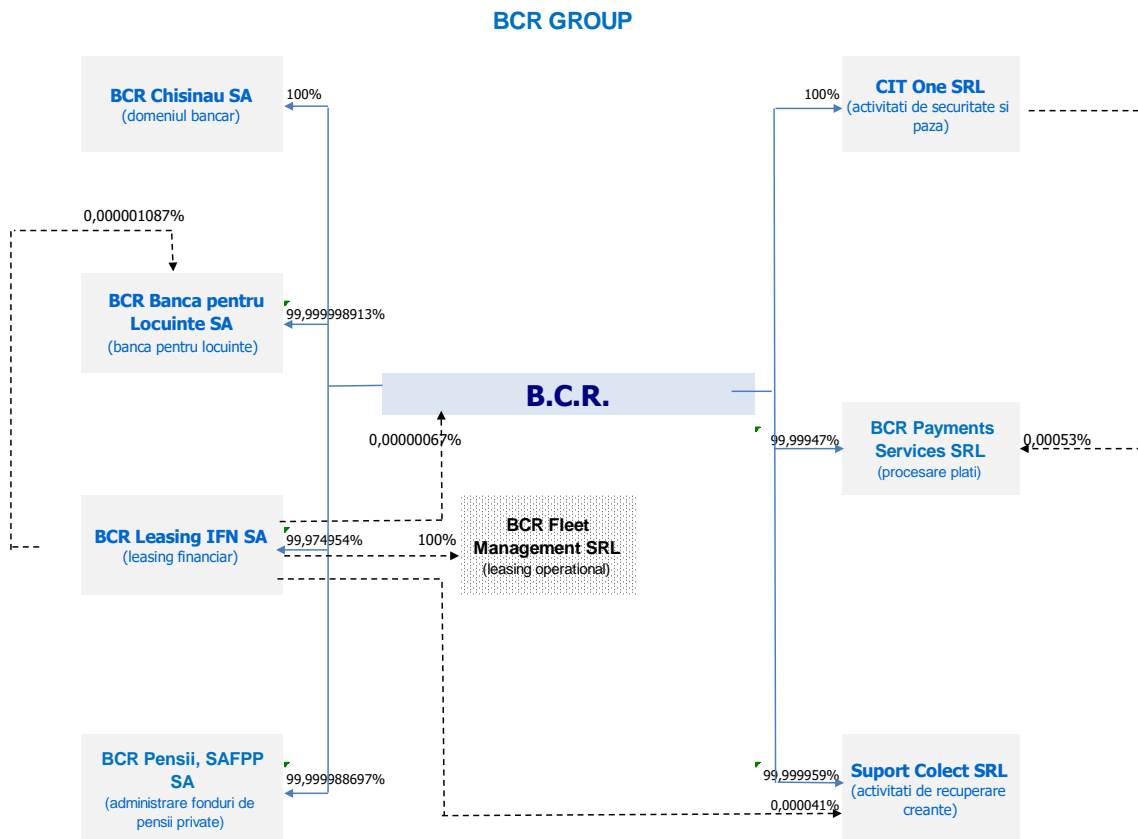 BCR GROUP
BCR Chisinau SA
(domeniul bancar)
100%
100%
CIT One SRL
(activitati de securitate si
paza)
0,000001087%
BCR Banca pentru
Locuinte SA
(banca pentru locuinte)
99,999998913%
B.C.R.
0,00000067%
99,99947%
BCR Payments
Services SRL
(procesare plati)
0,00053%
BCR Leasing IFN SA
(leasing financiar)
99,974954%
100%
BCR Fleet
Management SRL
(leasing operational)
BCR Pensii, SAFPP
SA
(administrare fonduri de
pensii private)
99,999988697%
99,999959%
0,000041%
Suport Colect SRL
(activitati de recuperare
creante)